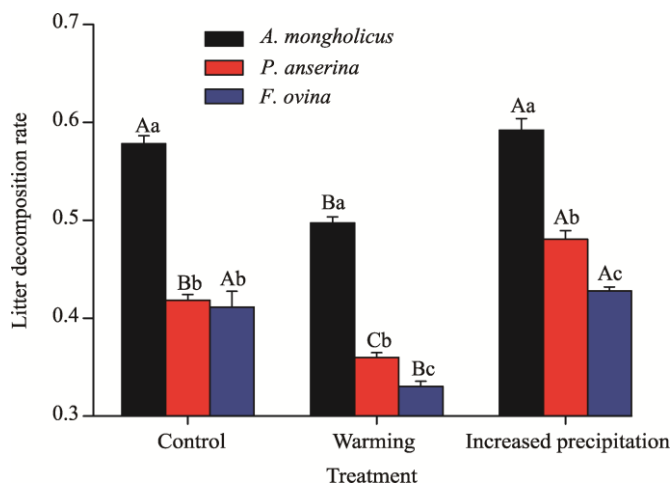 0.7
0.6
0.5
0.4
0.3
Litter decomposition rate
A. mongholicus
P. anserina
F. ovina
Aa
Bb
Ab
Ba
Cb
Bc
Aa
Ab
Ac
Control
Warming
Increased precipitation
Treatment